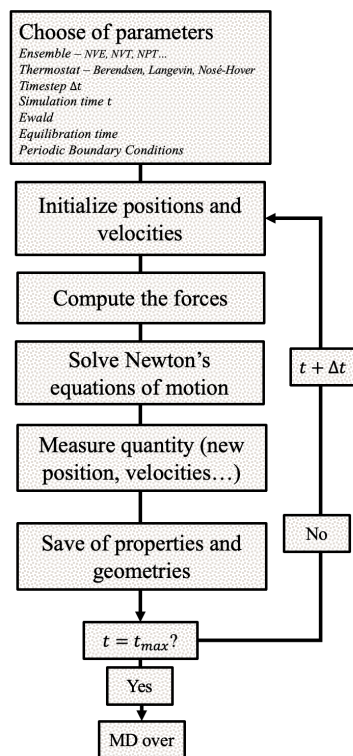 Choose of parameters
Ensemble – NVE, NVT, NPT…
Thermostat – Berendsen, Langevin, Nosé-Hover
Timestep Δt
Simulation time t
Ewald
Equilibration time
Periodic Boundary Conditions
Initialize positions and
velocities
Compute the forces
Solve Newton's
equations of motion
t + Δt
Measure quantity (new
position, velocities…)
No
Save of properties and
geometries
t = tₘₐₓ?
Yes
MD over